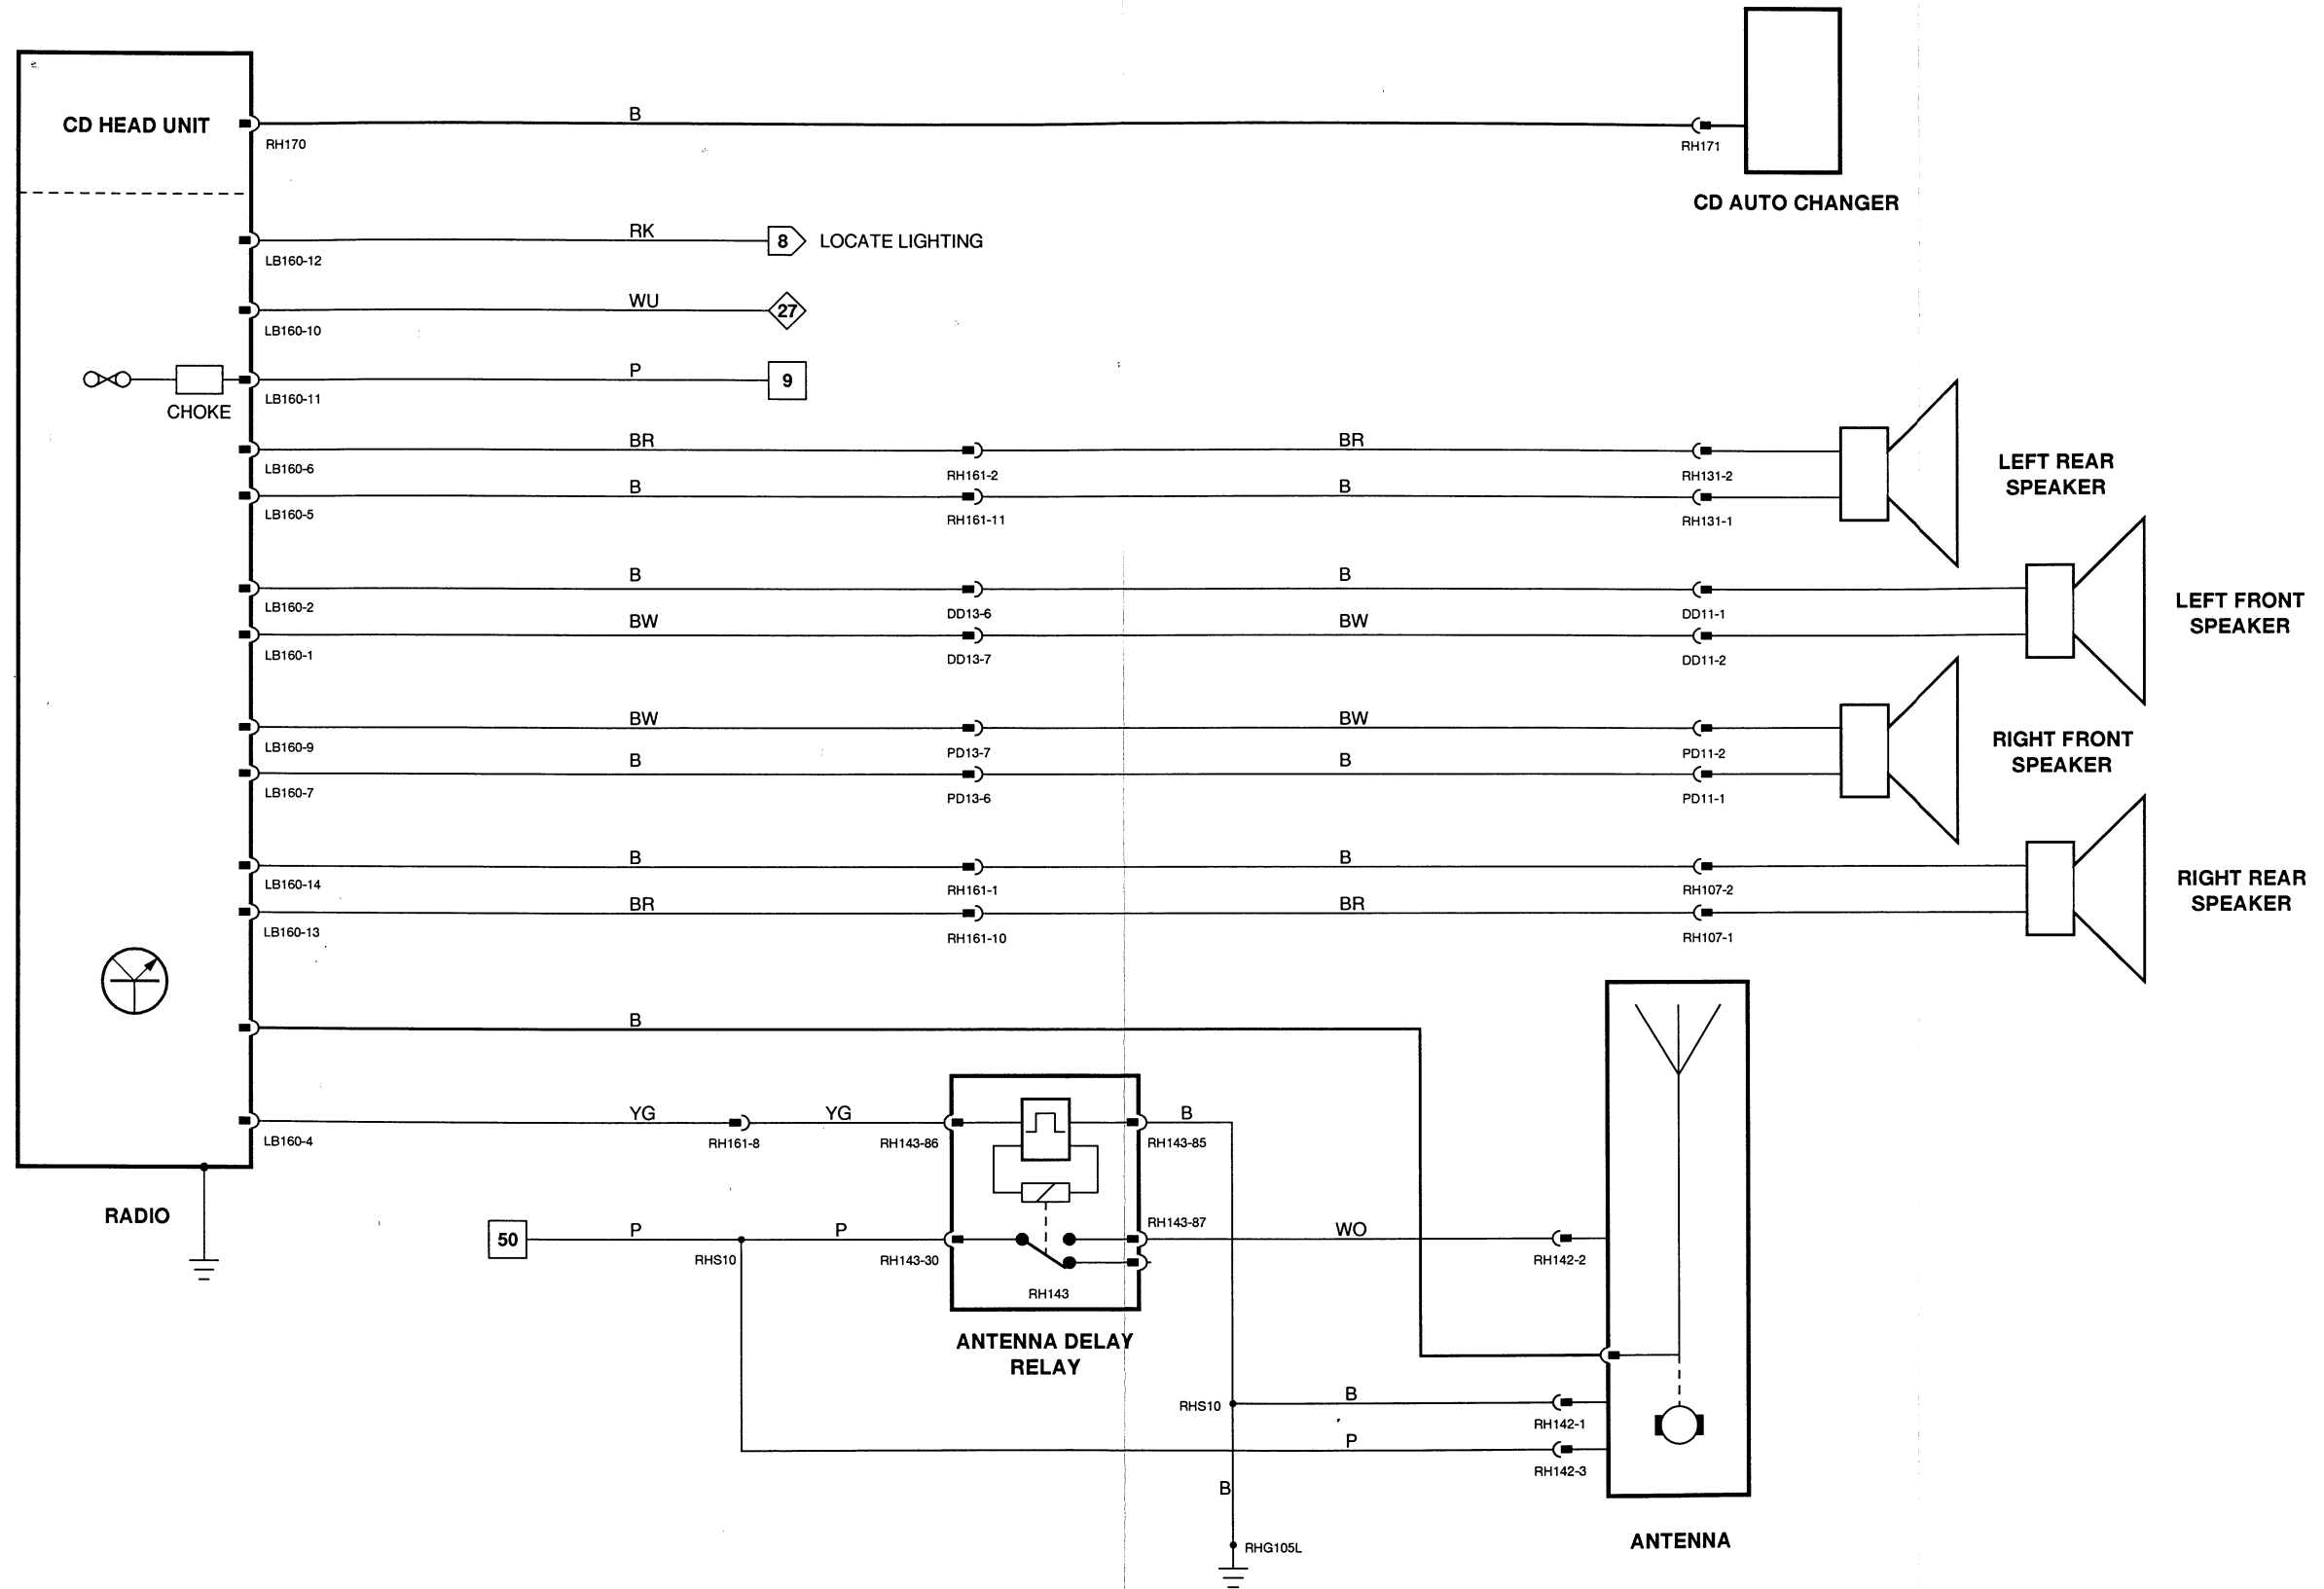 B
CD HEAD UNIT
RH170
RH171
CD AUTO CHANGER
RK
8
LOCATE LIGHTING
LB160-12
WU
27
LB160-10
P
9
CHOKE
LB160-11
BR
BR
LB160-6
RH161-2
RH131-2
LEFT REAR
SPEAKER
B
B
LB160-5
RH161-11
RH131-1
B
B
LB160-2
DD13-6
DD11-1
LEFT FRONT
SPEAKER
BW
BW
LB160-1
DD13-7
DD11-2
BW
BW
LB160-9
PD13-7
PD11-2
RIGHT FRONT
SPEAKER
B
B
LB160-7
PD13-6
PD11-1
B
B
LB160-14
RH161-1
RH107-2
RIGHT REAR
SPEAKER
BR
BR
LB160-13
RH161-10
RH107-1
B
YG
YG
B
LB160-4
RH161-8
RH143-86
RH143-85
RADIO
50
P
P
RH143-87
WO
RHS10
RH143-30
RH142-2
RH143
ANTENNA DELAY
RELAY
B
RHS10
RH142-1
P
RH142-3
B
ANTENNA
RHG105L